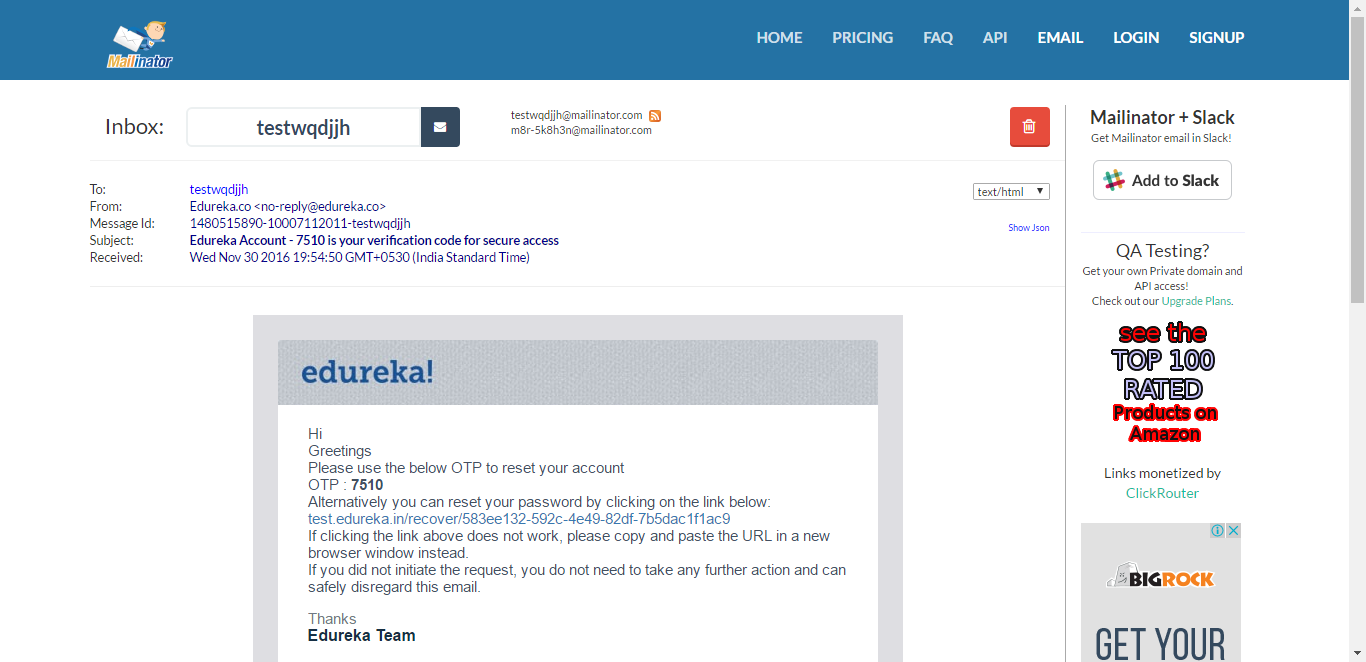 Mailinator
HOME PRICING FAQ API EMAIL LOGIN SIGNUP
Inbox: testwqdjjh
testwqdjjh@mailinator.com
m8r-5k8h3n@mailinator.com
To: testwqdjjh
From: Edureka.co <no-reply@edureka.co>
Message Id: 1480515890-10007112011-testwqdjjh
Subject: Edureka Account - 7510 is your verification code for secure access
Received: Wed Nov 30 2016 19:54:50 GMT+0530 (India Standard Time)
text/html
Show Json
edureka!
Hi
Greetings
Please use the below OTP to reset your account
OTP : 7510
Alternatively you can reset your password by clicking on the link below:
test.edureka.in/recover/583ee132-592c-4e49-82df-7b5dac1f1ac9
If clicking the link above does not work, please copy and paste the URL in a new
browser window instead.
If you did not initiate the request, you do not need to take any further action and can
safely disregard this email.
Thanks
Edureka Team
Mailinator + Slack
Get Mailinator email in Slack!
Add to Slack
QA Testing?
Get your own Private domain and
API access!
Check out our Upgrade Plans.
see the
TOP 100
RATED
Products on
Amazon
Links monetized by
ClickRouter
BIGROCK
GET YOUR